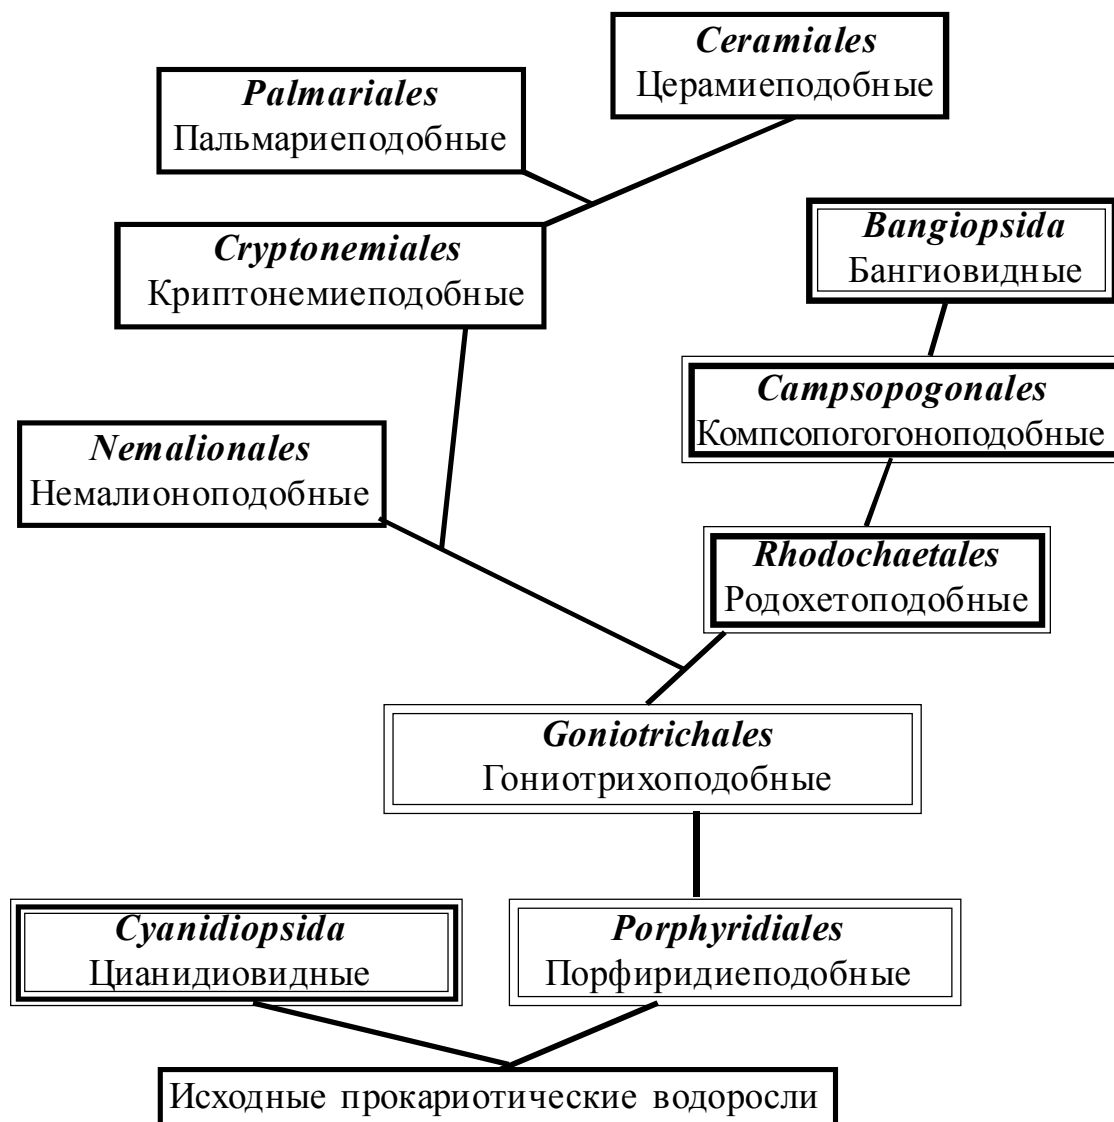 Ceramiales
Церамиеподобные
Palmariales
Пальмариеподобные
Bangiopsida
Бангиовидные
Cryptonemiales
Криптонемиеподобные
Campsopogonales
Компсопогогоноподобные
Nemalionales
Немалионоподобные
Rhodochaetales
Родохетоподобные
Goniotrichales
Гониотрихоподобные
Cyanidiopsida
Цианидиовидные
Porphyridiales
Порфиридиеподобные
Исходные прокариотические водоросли